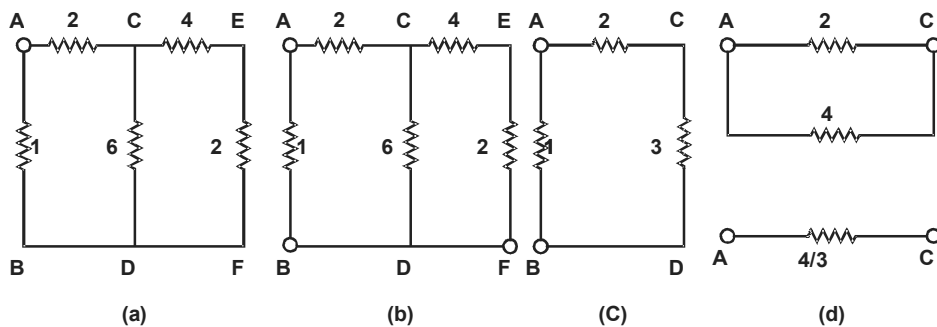 A 2 C 4 E A 2 C 4 E A 2 C A 2 C
4
1 6 2 1 6 2 1 3
B D F B D F B D A 4/3 C
(a) (b) (C) (d)